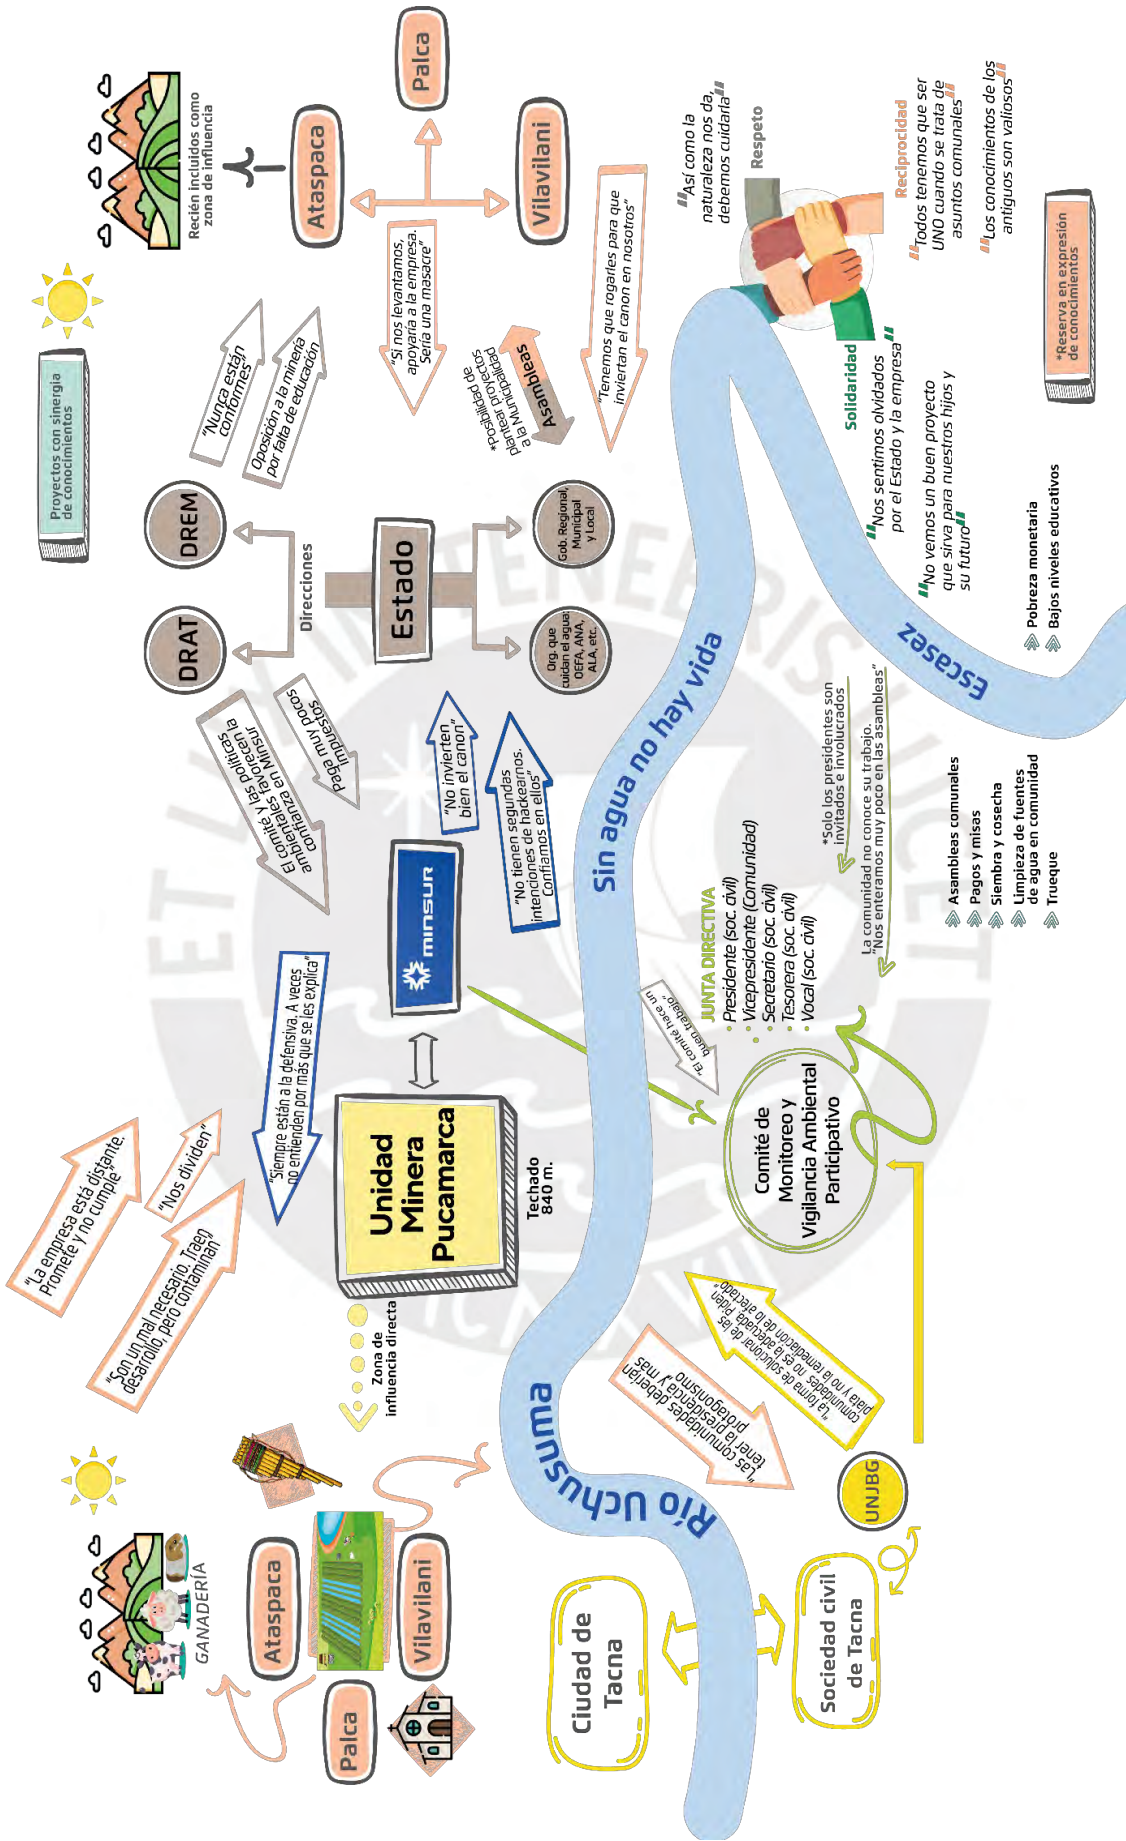 Proyectos con sinergia
de conocimientos
Recién incluidos como
zona de influencia
Ataspaca
Palca
Vilavilani
"Nunca están
conformes"
Oposición a la minería
por falta de educación
"Si nos levantamos,
apoyaría a la empresa.
Sería una masacre"
*Posibilidad de
plantear proyectos
a la Municipalidad
Asambleas
"Tenemos que rogarles para que
inviertan el canon en nosotros"
DRAT
DREM
Direcciones
Estado
Org. que
cuidan el agua:
OEFA, ANA,
ALA, etc.
Gob. Regional,
Municipal
y Local
El comité y las políticas
ambientales favorecen la
confianza en Minsur
Paga muy pocos
impuestos
"No invierten
bien el canon"
"No tienen segundas
intenciones de hackearnos.
Confiamos en ellos"
minsur
"Siempre están a la defensiva. A veces
no entienden por más que se les explica"
Unidad
Minera
Pucamarca
Techado
840 m.
"La empresa está distante.
Promete y no cumple"
"Nos dividen"
"Son un mal necesario. Traen
desarrollo, pero contaminan"
Zona de
influencia directa
GANADERÍA
Ataspaca
Palca
Vilavilani
Río Uchusuma
Sin agua no hay vida
Escasez
"Así como la
naturaleza nos da,
debemos cuidarla"
Respeto
Reciprocidad
"Todos tenemos que ser
UNO cuando se trata de
asuntos comunales"
"Los conocimientos de los
antiguos son valiosos"
Solidaridad
"Nos sentimos olvidados
por el Estado y la empresa"
"No vemos un buen proyecto
que sirva para nuestros hijos y
su futuro"
*Reserva en expresión
de conocimientos
Pobreza monetaria
Bajos niveles educativos
*Solo los presidentes son
invitados e involucrados
La comunidad no conoce su trabajo.
"Nos enteramos muy poco en las asambleas"
Asambleas comunales
Pagos y misas
Siembra y cosecha
Limpieza de fuentes
de agua en comunidad
Trueque
"El comité hace un
buen trabajo"
JUNTA DIRECTIVA
Presidente (soc. civil)
Vicepresidente (Comunidad)
Secretario (soc. civil)
Tesorera (soc. civil)
Vocal (soc. civil)
Comité de
Monitoreo y
Vigilancia Ambiental
Participativo
"Las comunidades deberían
tener la presidencia y más
protagonismo"
"La forma de solucionar de las
comunidades no es la adecuada. Piden
plata y no la remediación de lo afectado"
UNJBG
Ciudad de
Tacna
Sociedad civil
de Tacna
ET LUX IN TENEBRIS LUCET